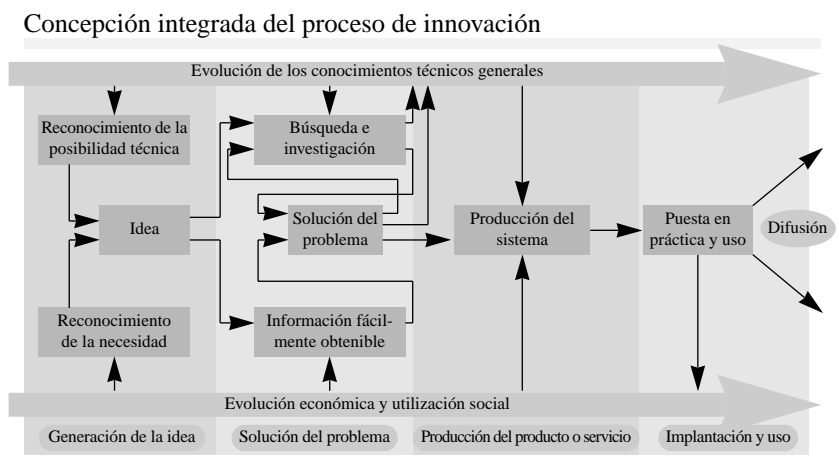 Concepción integrada del proceso de innovación
Evolución de los conocimientos técnicos generales
Reconocimiento de la
posibilidad técnica
Búsqueda e
investigación
Idea
Solución del
problema
Producción del
sistema
Puesta en
práctica y uso
Difusión
Reconocimiento
de la necesidad
Información fácil-
mente obtenible
Evolución económica y utilización social
Generación de la idea
Solución del problema
Producción del producto o servicio
Implantación y uso